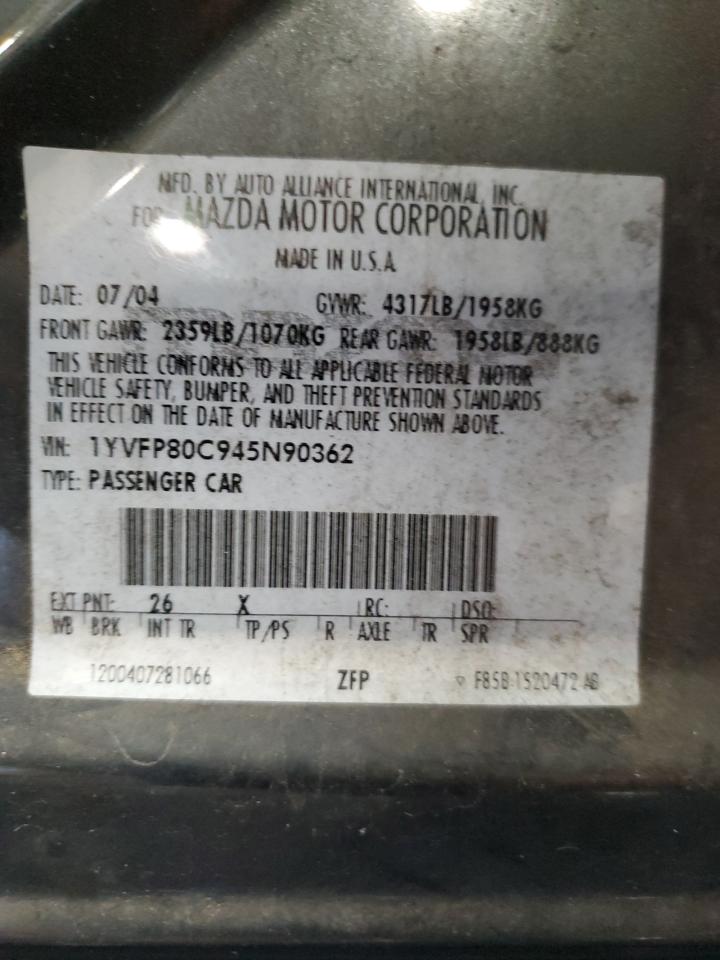 MFD. BY AUTO ALLIANCE INTERNATIONAL, INC.
FOR MAZDA MOTOR CORPORATION
MADE IN U.S.A
DATE: 07/04 GVWR: 4317LB/1958KG
FRONT GAWR: 2359LB/1070KG REAR GAWR: 1958LB/888KG
THIS VEHICLE CONFORMS TO ALL APPLICABLE FEDERAL MOTOR
VEHICLE SAFETY, BUMPER, AND THEFT PREVENTION STANDARDS
IN EFFECT ON THE DATE OF MANUFACTURE SHOWN ABOVE.
VIN: 1YVFP80C945N90362
TYPE: PASSENGER CAR
EXT PNT: 26 X RC: DSO:
WB BRK INT TR TP/PS R AXLE TR SPR
1200407281066 ZFP F85B-1520472-AB